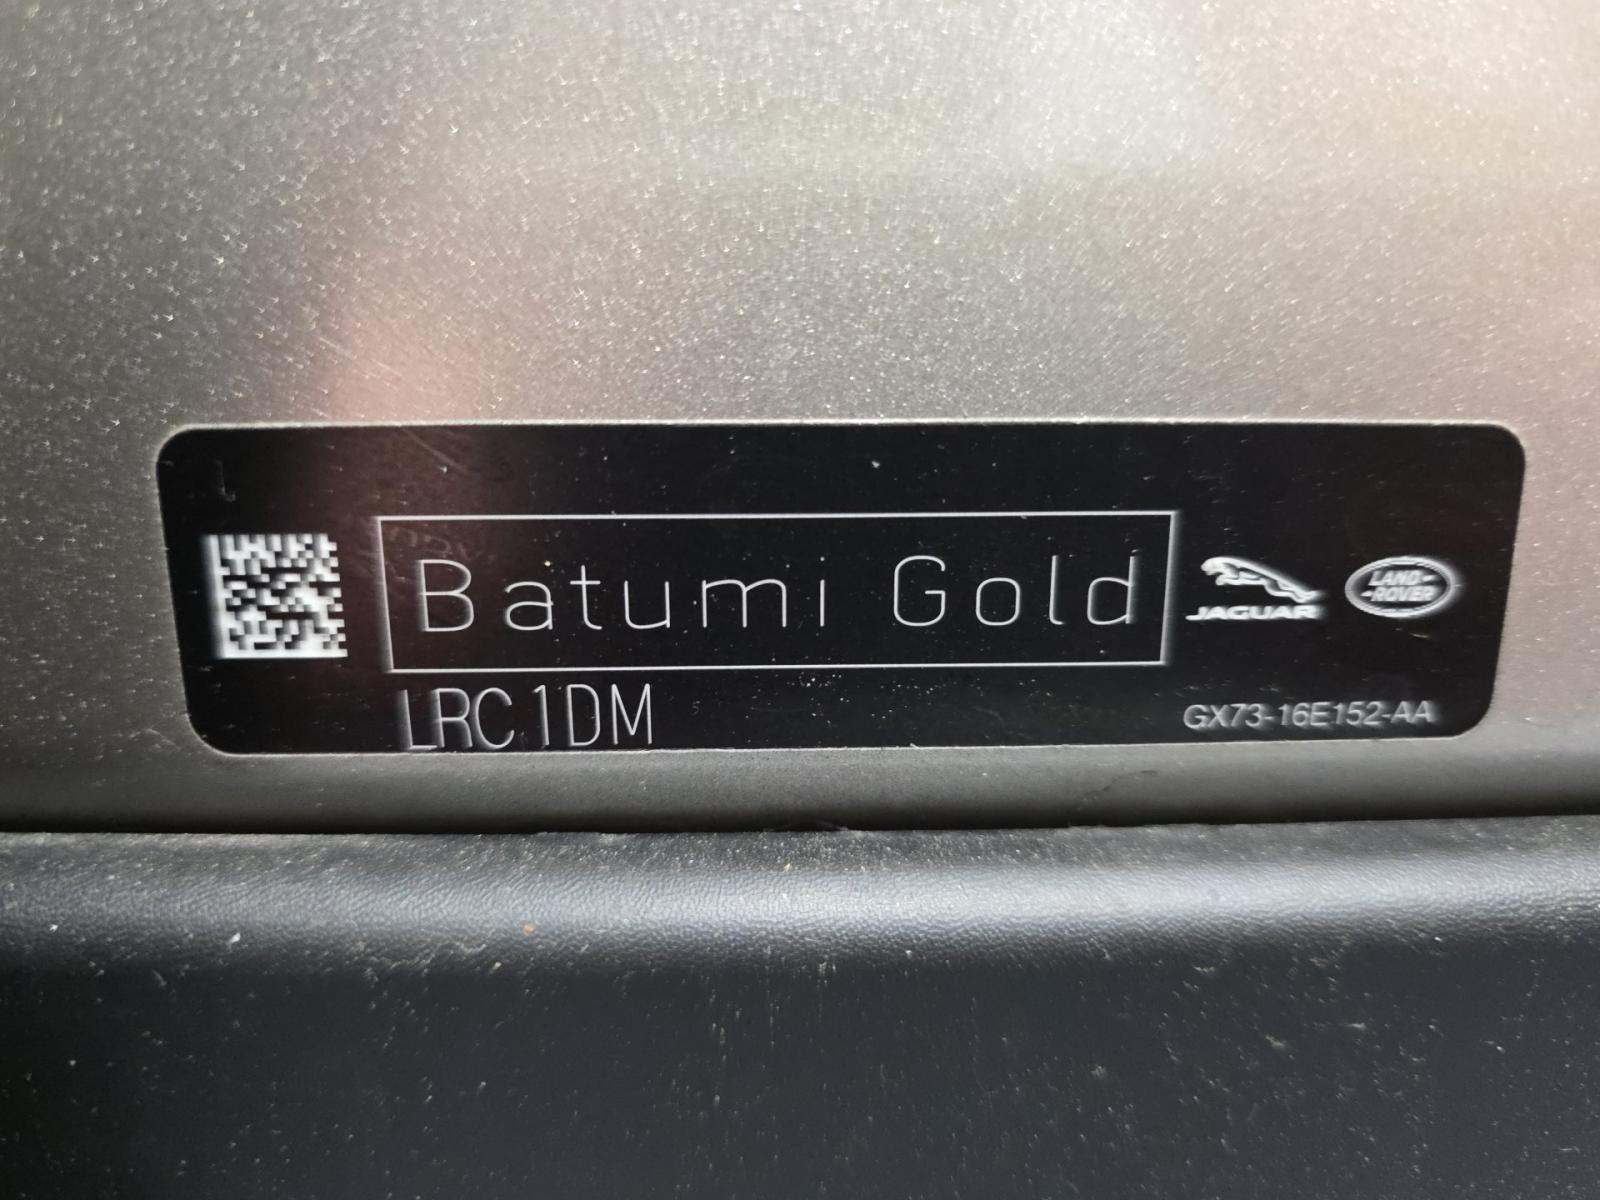 Batumi Gold
JAGUAR
LAND-
-ROVER
LRC1DM
GX73-16E152-AA